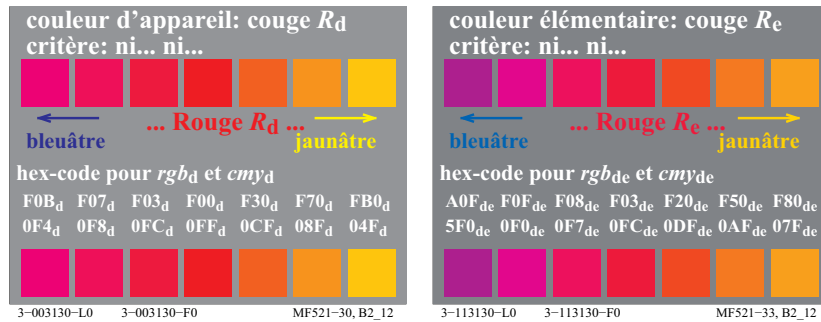 couleur d'appareil: couge Rd
critère: ni... ni...
... Rouge Rd ...
bleuâtre
jaunâtre
hex-code pour rgbd et cmyd
F0Bd F07d F03d F00d F30d F70d FB0d
0F4d 0F8d 0FCd 0FFd 0CFd 08Fd 04Fd
3-003130-L0 3-003130-F0 MF521-30, B2_12
couleur élémentaire: couge Re
critère: ni... ni...
... Rouge Re ...
bleuâtre
jaunâtre
hex-code pour rgbde et cmyde
A0Fde F0Fde F08de F03de F20de F50de F80de
5F0de 0F0de 0F7de 0FCde 0DFde 0AFde 07Fde
3-113130-L0 3-113130-F0 MF521-33, B2_12